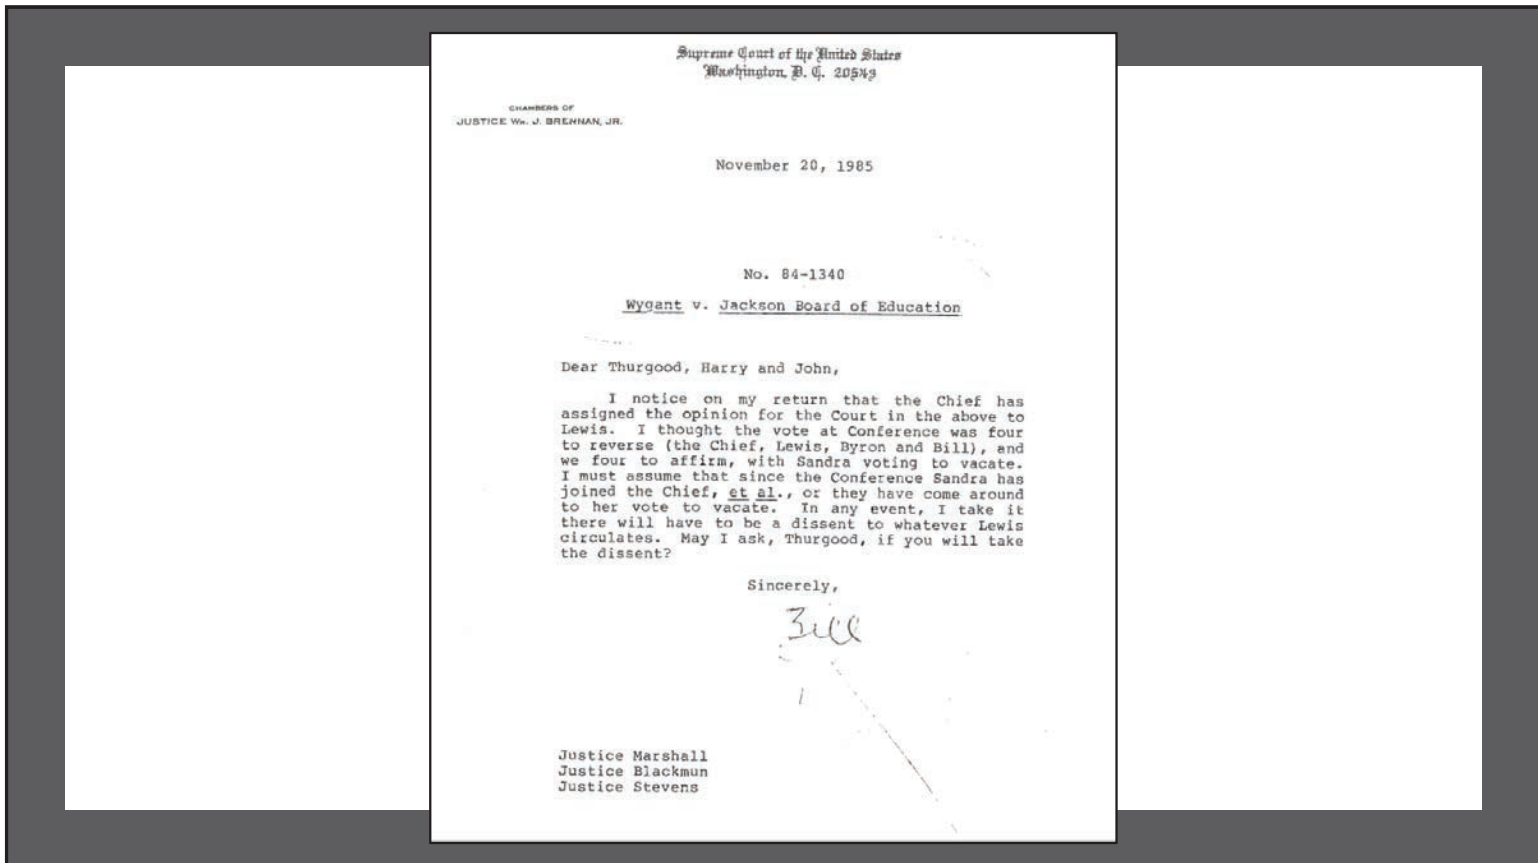 Supreme Court of the United States
Washington, D. C. 20543
CHAMBERS OF
JUSTICE Wm. J. BRENNAN, JR.
November 20, 1985
No. 84-1340
Wygant v. Jackson Board of Education
Dear Thurgood, Harry and John,
I notice on my return that the Chief has
assigned the opinion for the Court in the above to
Lewis. I thought the vote at Conference was four
to reverse (the Chief, Lewis, Byron and Bill), and
we four to affirm, with Sandra voting to vacate.
I must assume that since the Conference Sandra has
joined the Chief, et al., or they have come around
to her vote to vacate. In any event, I take it
there will have to be a dissent to whatever Lewis
circulates. May I ask, Thurgood, if you will take
the dissent?
Sincerely,
Bill
Justice Marshall
Justice Blackmun
Justice Stevens